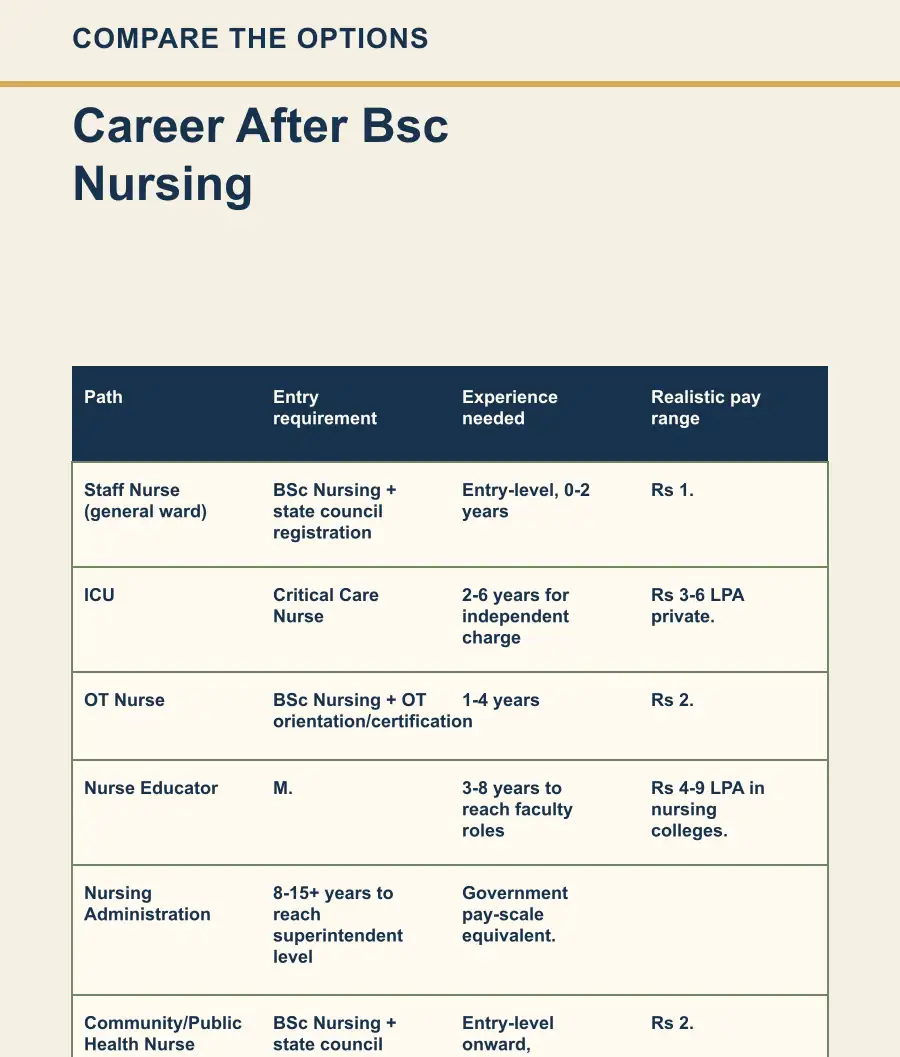 COMPARE THE OPTIONS
Career After Bsc
Nursing
Path
Entry
requirement
Experience
needed
Realistic pay
range
Staff Nurse
(general ward)
BSc Nursing +
state council
registration
Entry-level, 0-2
years
Rs 1.
ICU
Critical Care
Nurse
2-6 years for
independent
charge
Rs 3-6 LPA
private.
OT Nurse
BSc Nursing + OT
orientation/certification
1-4 years
Rs 2.
Nurse Educator
M.
3-8 years to
reach faculty
roles
Rs 4-9 LPA in
nursing
colleges.
Nursing
Administration
8-15+ years to
reach
superintendent
level
Government
pay-scale
equivalent.
Community/Public
Health Nurse
BSc Nursing +
state council
Entry-level
onward,
Rs 2.